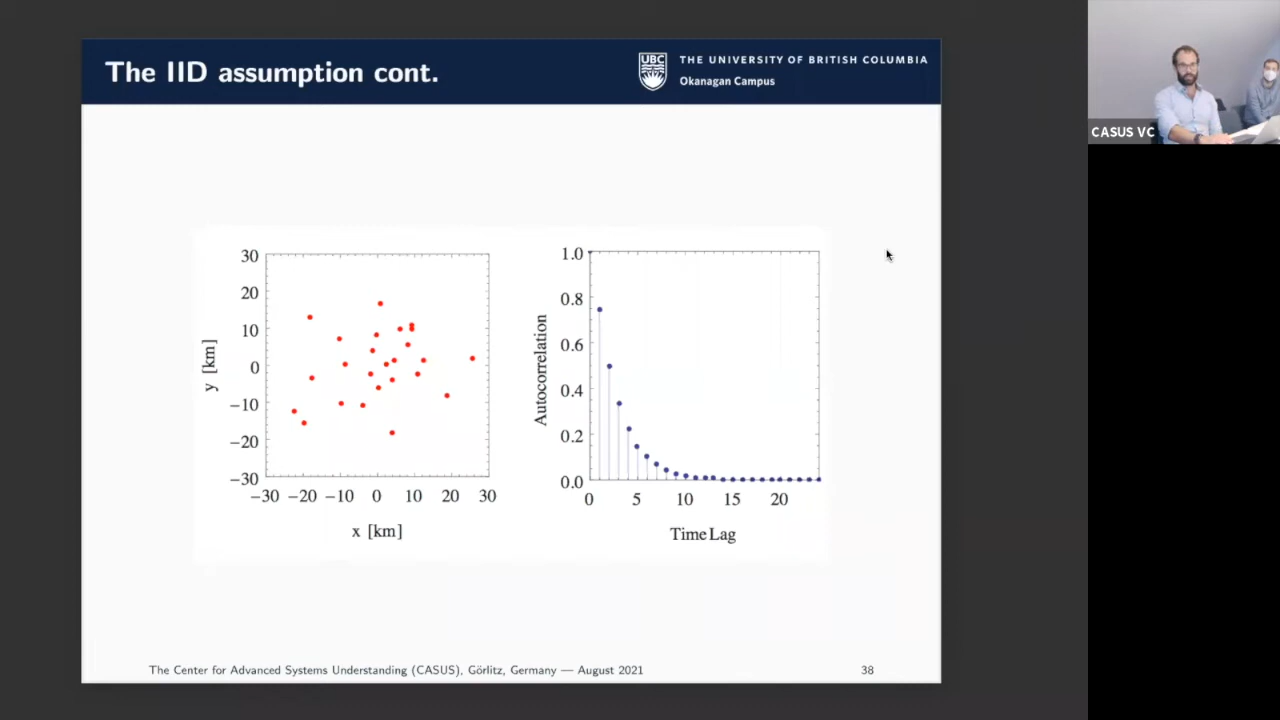 The IID assumption cont.
UBC
THE UNIVERSITY OF BRITISH COLUMBIA
Okanagan Campus
CASUS VC
30
20
10
0
−10
−20
−30
y [km]
−30 −20 −10 0 10 20 30
x [km]
1.0
0.8
0.6
0.4
0.2
0.0
Autocorrelation
0 5 10 15 20
Time Lag
The Center for Advanced Systems Understanding (CASUS), Görlitz, Germany — August 2021
38